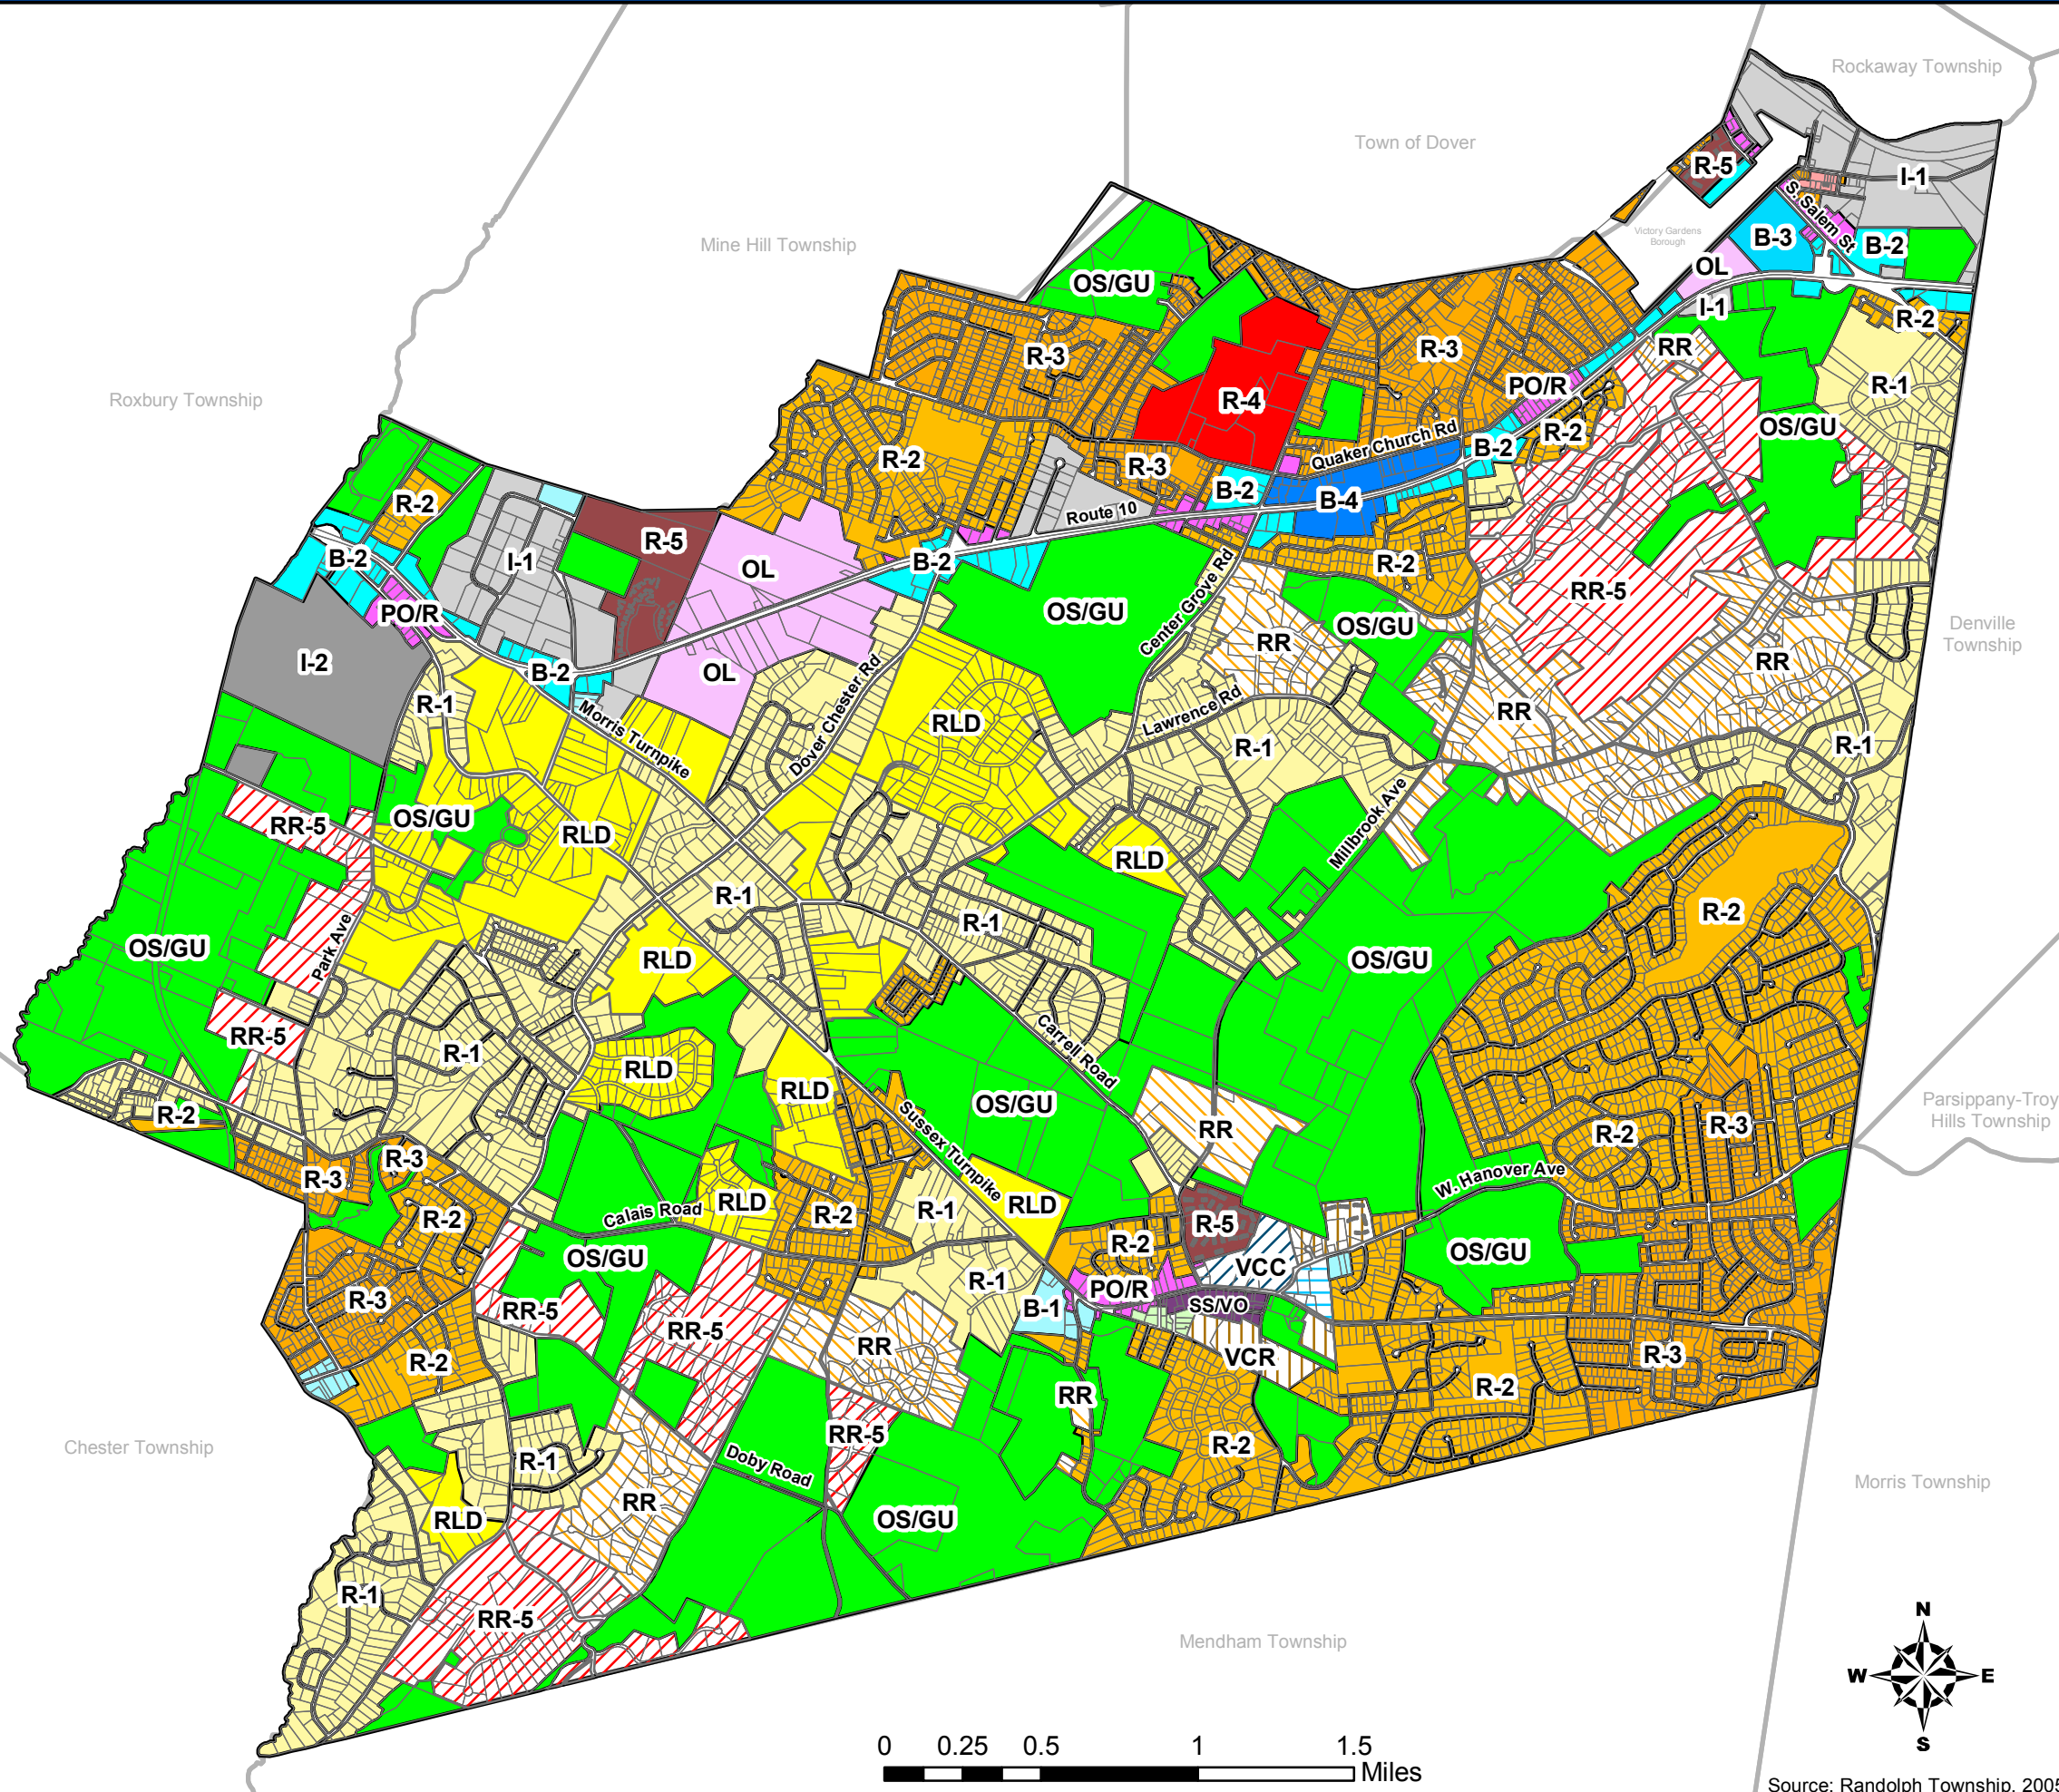 Rockaway Township
Town of Dover
R-5
I-1
S. Salem St
Victory Gardens
Borough
B-3
B-2
Mine Hill Township
OL
OS/GU
I-1
R-2
R-3
R-3
RR
R-1
PO/R
Roxbury Township
R-4
OS/GU
Quaker Church Rd
R-2
B-2
R-2
R-3
B-2
B-4
R-2
Route 10
R-5
B-2
I-1
OL
B-2
R-2
RR-5
PO/R
OS/GU
Center Grove Rd
OS/GU
Denville
Township
RR
I-2
RR
B-2
OL
R-1
Dover Chester Rd
Lawrence Rd
RR
RLD
Morris Turnpike
R-1
R-1
OS/GU
RR-5
RLD
Millbrook Ave
RLD
R-1
R-2
R-1
OS/GU
Park Ave
RLD
OS/GU
RR-5
R-1
Carrell Road
RLD
RLD
OS/GU
Parsippany-Troy
Hills Township
R-2
Sussex Turnpike
RR
R-2
R-3
R-3
R-3
W. Hanover Ave
RLD
RLD
R-2
Calais Road
R-2
R-1
R-5
R-2
OS/GU
OS/GU
VCC
R-1
PO/R
R-3
RR-5
B-1
SS/VO
RR-5
RR
VCR
R-3
R-2
R-2
RR
RR-5
Chester Township
R-2
R-1
Doby Road
Morris Township
RR
RLD
OS/GU
R-1
RR-5
Mendham Township
N
W
E
S
0 0.25 0.5 1 1.5
Miles
Source: Randolph Township, 2005